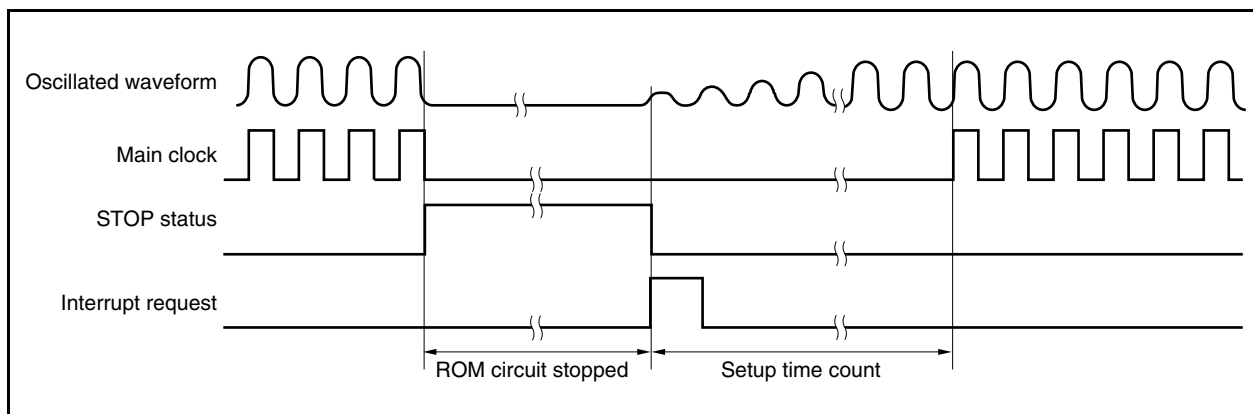 Oscillated waveform
Main clock
STOP status
Interrupt request
ROM circuit stopped
Setup time count